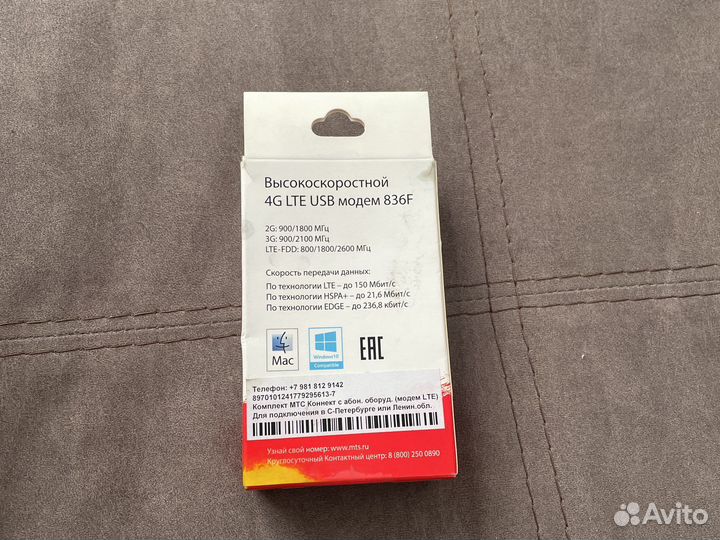 Высокоскоростной
4G LTE USB модем 836F
2G: 900/1800 МГц
3G: 900/2100 МГц
LTE-FDD: 800/1800/2600 МГц
Скорость передачи данных:
По технологии LTE – до 150 Мбит/с
По технологии HSPA+ – до 21,6 Мбит/с
По технологии EDGE – до 236,8 кбит/с
Mac
Windows10
Compatible
EAC
Телефон: +7 981 812 9142
8970101241779295613-7
Комплект МТС Коннект с абон. оборуд. (модем LTE)
Для подключения в С-Петербурге или Ленин.обл.
Узнай свой номер: www.mts.ru
Круглосуточный Контактный центр: 8 (800) 250 0890
Avito